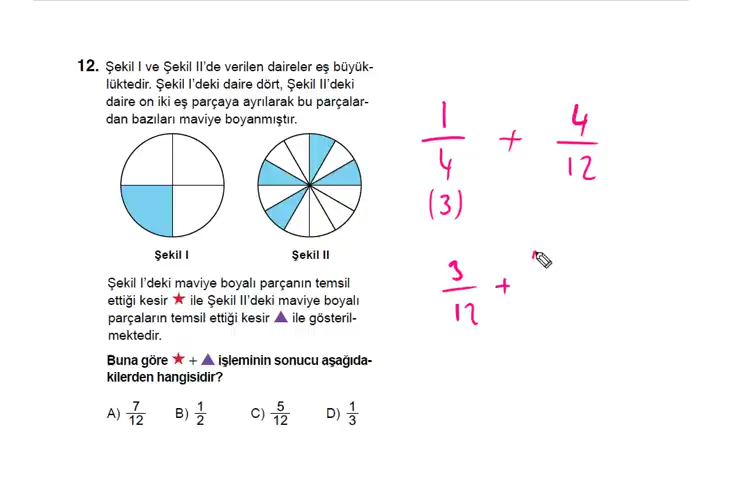 12. Şekil I ve Şekil II'de verilen daireler eş büyük-
lüktedir. Şekil I'deki daire dört, Şekil II'deki
daire on iki eş parçaya ayrılarak bu parçalar-
dan bazıları maviye boyanmıştır.
Şekil I Şekil II
Şekil I'deki maviye boyalı parçanın temsil
ettiği kesir ★ ile Şekil II'deki maviye boyalı
parçaların temsil ettiği kesir ▲ ile gösteril-
mektedir.
Buna göre ★ + ▲ işleminin sonucu aşağıda-
kilerden hangisidir?
A) 7/12 B) 1/2 C) 5/12 D) 1/3
1/4 + 4/12
(3)
3/12 +